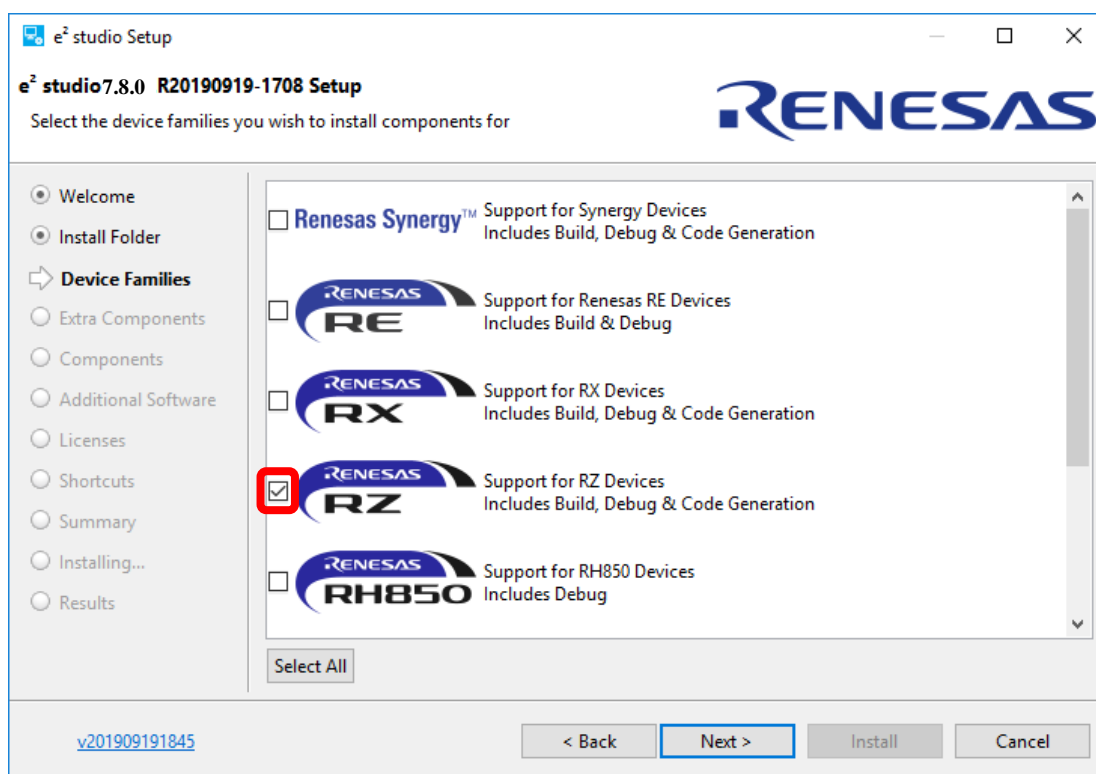 e² studio Setup
e² studio7.8.0 R20190919-1708 Setup
Select the device families you wish to install components for
RENESAS
Welcome
Install Folder
Device Families
Extra Components
Components
Additional Software
Licenses
Shortcuts
Summary
Installing...
Results
Renesas Synergy™
Support for Synergy Devices
Includes Build, Debug & Code Generation
RENESAS
RE
Support for Renesas RE Devices
Includes Build & Debug
RENESAS
RX
Support for RX Devices
Includes Build, Debug & Code Generation
RENESAS
RZ
Support for RZ Devices
Includes Build, Debug & Code Generation
RENESAS
RH850
Support for RH850 Devices
Includes Debug
Select All
v201909191845
< Back
Next >
Install
Cancel